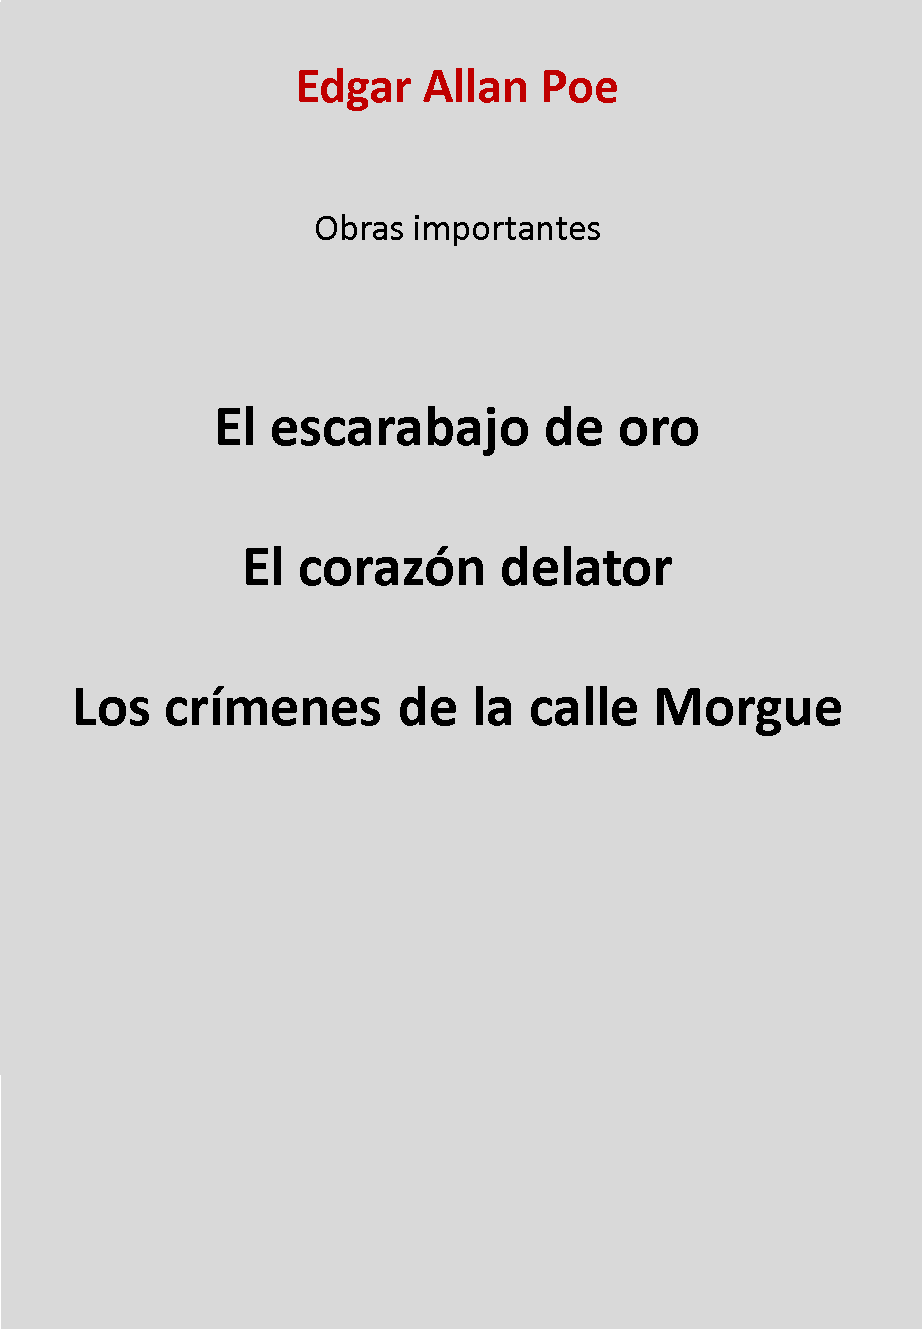 Edgar Allan Poe
Obras importantes
El escarabajo de oro
El corazón delator
Los crímenes de la calle Morgue